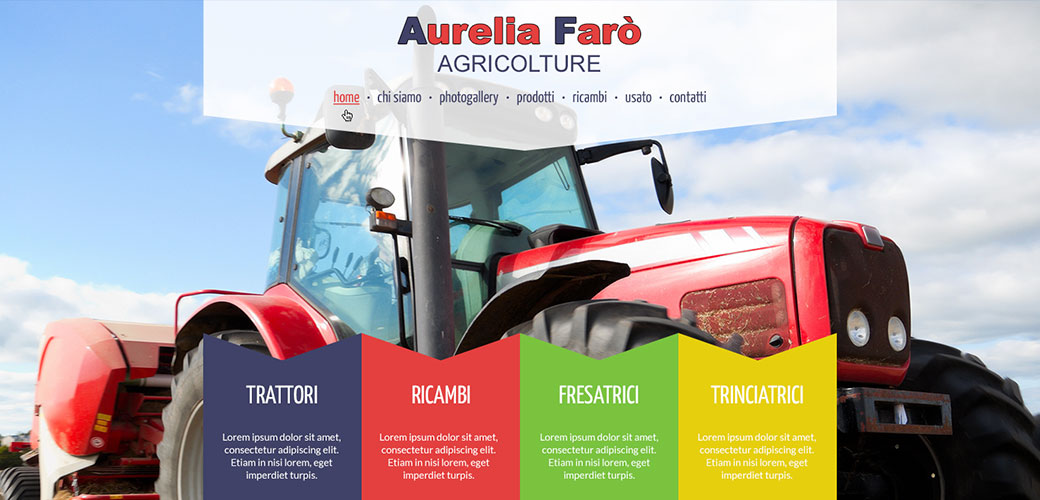 Aurelia Farò
AGRICOLTURE
home · chi siamo · photogallery · prodotti · ricambi · usato · contatti
TRATTORI
Lorem ipsum dolor sit amet,
consectetur adipiscing elit.
Etiam in nisi lorem, eget
imperdiet turpis.
RICAMBI
Lorem ipsum dolor sit amet,
consectetur adipiscing elit.
Etiam in nisi lorem, eget
imperdiet turpis.
FRESATRICI
Lorem ipsum dolor sit amet,
consectetur adipiscing elit.
Etiam in nisi lorem, eget
imperdiet turpis.
TRINCIATRICI
Lorem ipsum dolor sit amet,
consectetur adipiscing elit.
Etiam in nisi lorem, eget
imperdiet turpis.